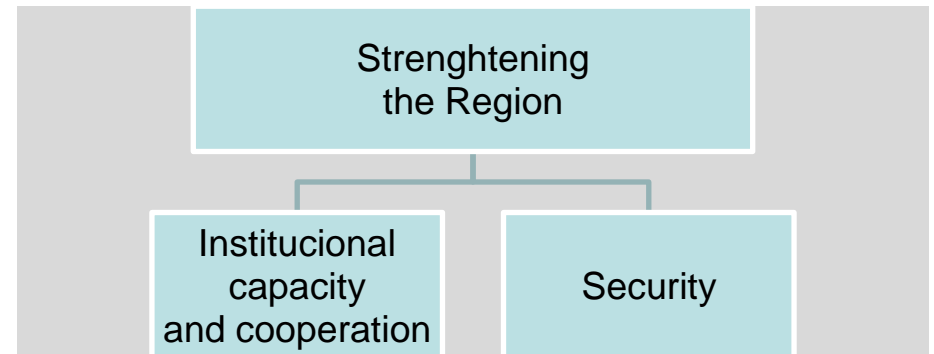 Strenghtening
the Region
Institucional
capacity
and cooperation
Security